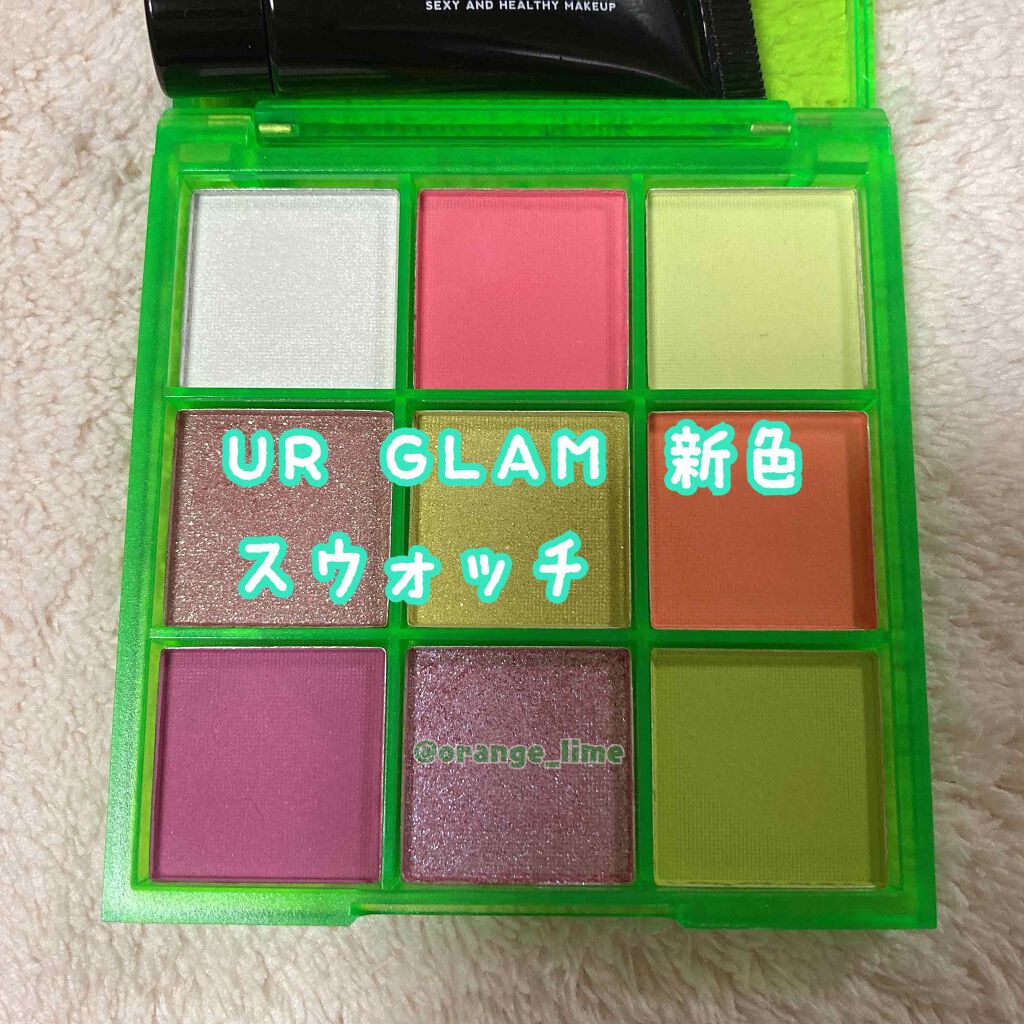 SEXY AND HEALTHY MAKEUP
UR GLAM 新色
スウォッチ
@orange_lime